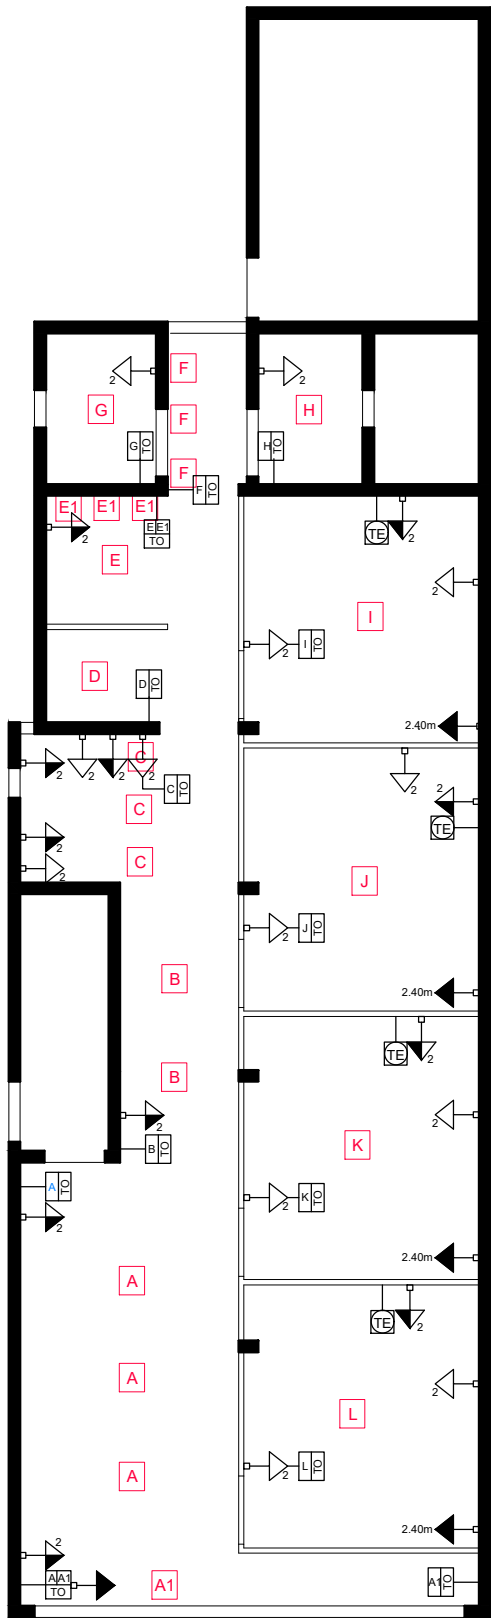 F
2
2
G
F
H
G TO
H TO
F
F TO
E1 E1 E1
2
E E1
TO
TE
2
E
2
I
I TO
2
D
D TO
2.40m
C
2
2
2
2
C TO
C
2
TE
2
C
2
J
J TO
2
B
2.40m
TE
2
B
2
2
B TO
K
A TO
K TO
2
2
2.40m
A
TE
2
A
2
L
L TO
2
A
2.40m
2
A A1
TO
A1
A1 TO